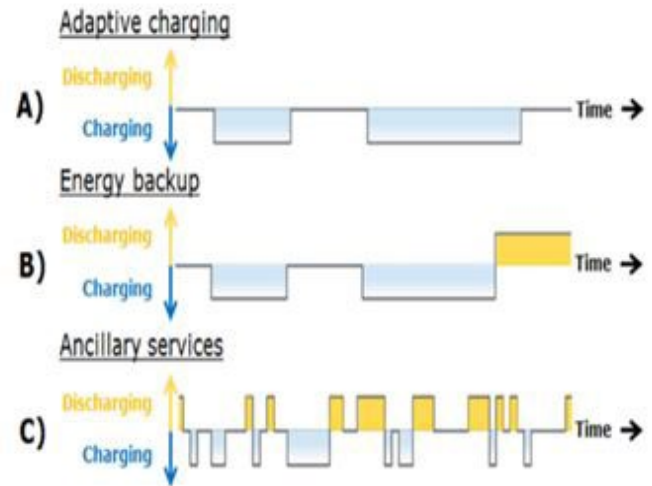 Adaptive charging
Discharging
A)
Charging
Time
Energy backup
Discharging
B)
Charging
Time
Ancillary services
Discharging
C)
Charging
Time